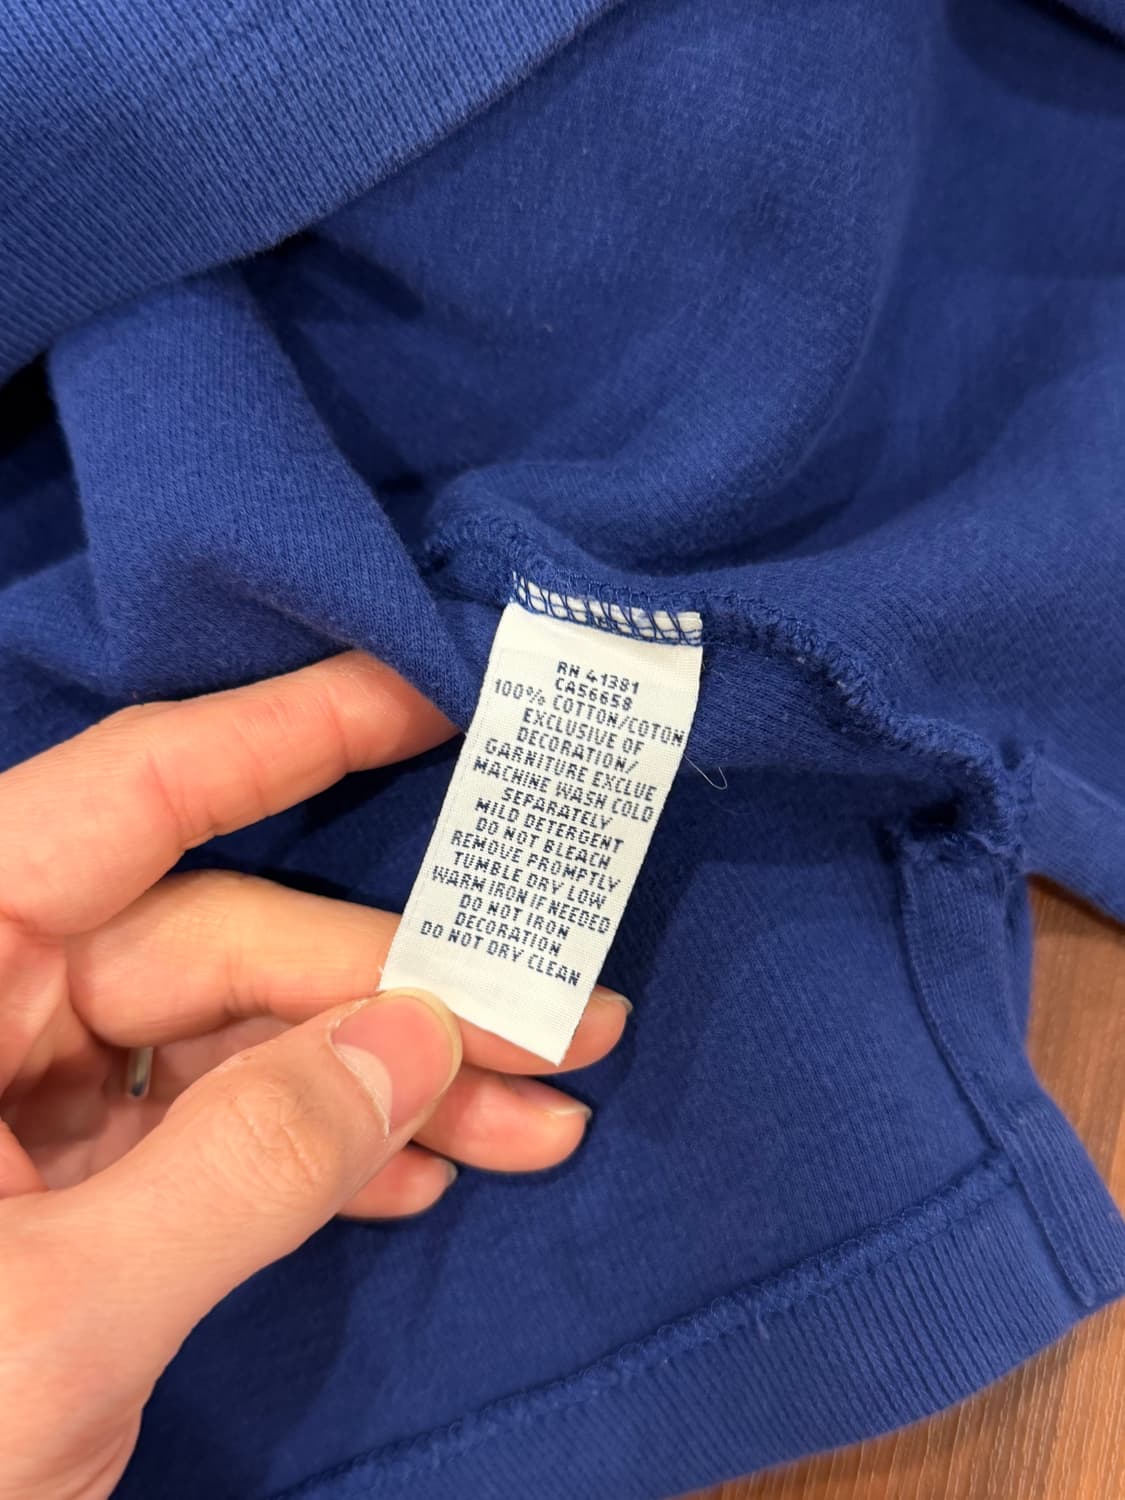 RN 41381
CA56658
100% COTTON/COTON
EXCLUSIVE OF
DECORATION/
GARNITURE EXCLUE
MACHINE WASH COLD
SEPARATELY
MILD DETERGENT
DO NOT BLEACH
REMOVE PROMPTLY
TUMBLE DRY LOW
WARM IRON IF NEEDED
DO NOT IRON
DECORATION
DO NOT DRY CLEAN